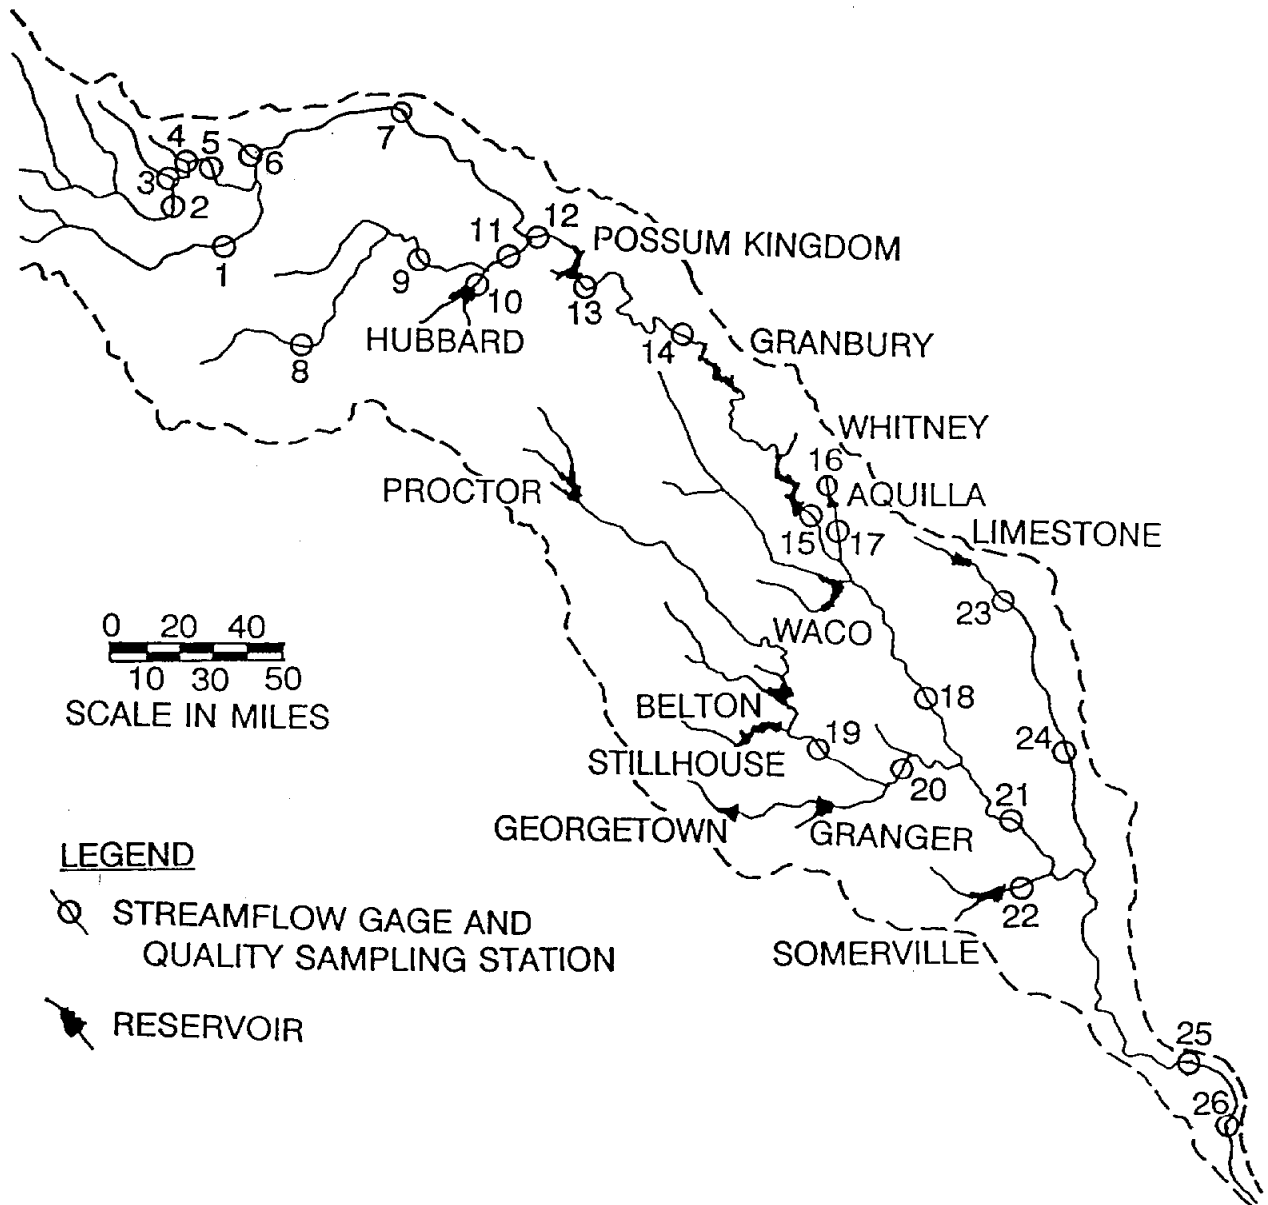 7
4
5
6
3
2
1
12
11
POSSUM KINGDOM
9
10
13
HUBBARD
14
GRANBURY
8
WHITNEY
16
PROCTOR
AQUILLA
15
17
LIMESTONE
23
WACO
0 20 40
10 30 50
SCALE IN MILES
BELTON
18
19
24
STILLHOUSE
20
21
GEORGETOWN
GRANGER
LEGEND
22
STREAMFLOW GAGE AND
QUALITY SAMPLING STATION
SOMERVILLE
RESERVOIR
25
26